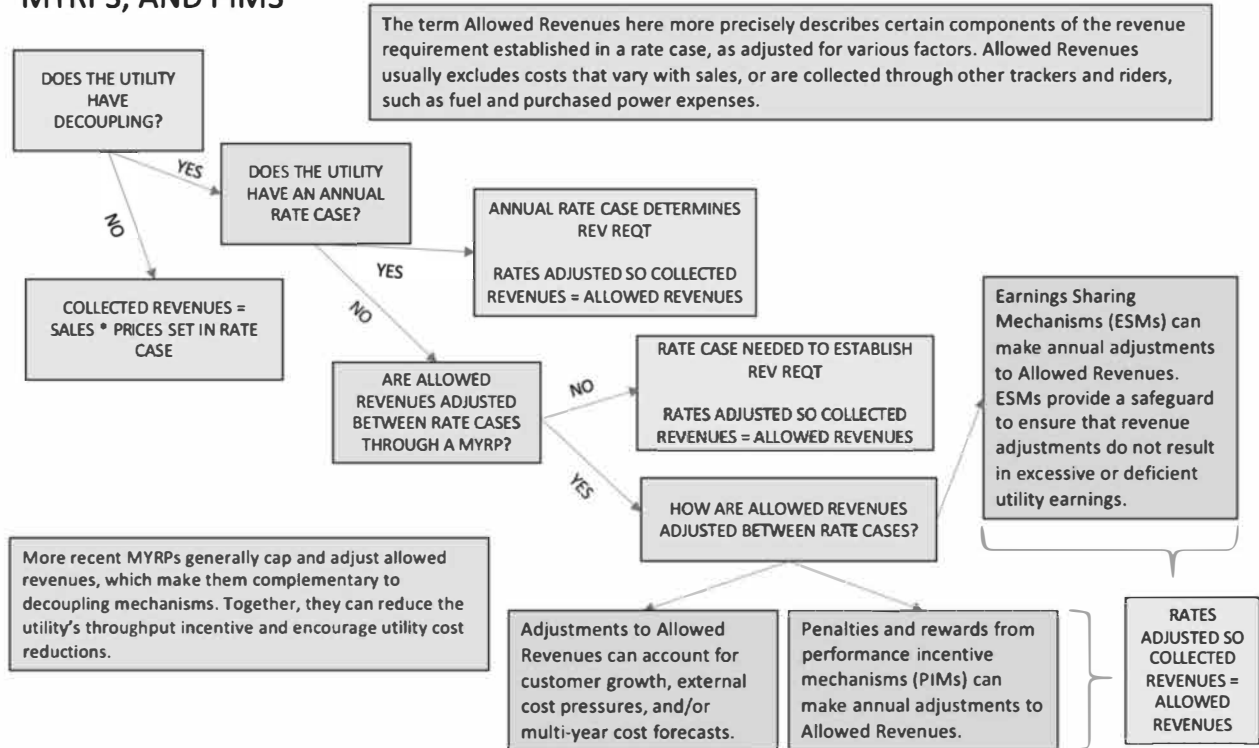 MYRPS, AND PIMS
The term Allowed Revenues here more precisely describes certain components of the revenue
requirement established in a rate case, as adjusted for various factors. Allowed Revenues
usually excludes costs that vary with sales, or are collected through other trackers and riders,
such as fuel and purchased power expenses.
DOES THE UTILITY
HAVE
DECOUPLING?
YES
NO
DOES THE UTILITY
HAVE AN ANNUAL
RATE CASE?
YES
NO
ANNUAL RATE CASE DETERMINES
REV REQT
RATES ADJUSTED SO COLLECTED
REVENUES = ALLOWED REVENUES
COLLECTED REVENUES =
SALES * PRICES SET IN RATE
CASE
ARE ALLOWED
REVENUES ADJUSTED
BETWEEN RATE CASES
THROUGH A MYRP?
NO
YES
RATE CASE NEEDED TO ESTABLISH
REV REQT
RATES ADJUSTED SO COLLECTED
REVENUES = ALLOWED REVENUES
Earnings Sharing
Mechanisms (ESMs) can
make annual adjustments
to Allowed Revenues.
ESMs provide a safeguard
to ensure that revenue
adjustments do not result
in excessive or deficient
utility earnings.
HOW ARE ALLOWED REVENUES
ADJUSTED BETWEEN RATE CASES?
More recent MYRPs generally cap and adjust allowed
revenues, which make them complementary to
decoupling mechanisms. Together, they can reduce the
utility's throughput incentive and encourage utility cost
reductions.
Adjustments to Allowed
Revenues can account for
customer growth, external
cost pressures, and/or
multi-year cost forecasts.
Penalties and rewards from
performance incentive
mechanisms (PIMs) can
make annual adjustments to
Allowed Revenues.
RATES
ADJUSTED SO
COLLECTED
REVENUES =
ALLOWED
REVENUES